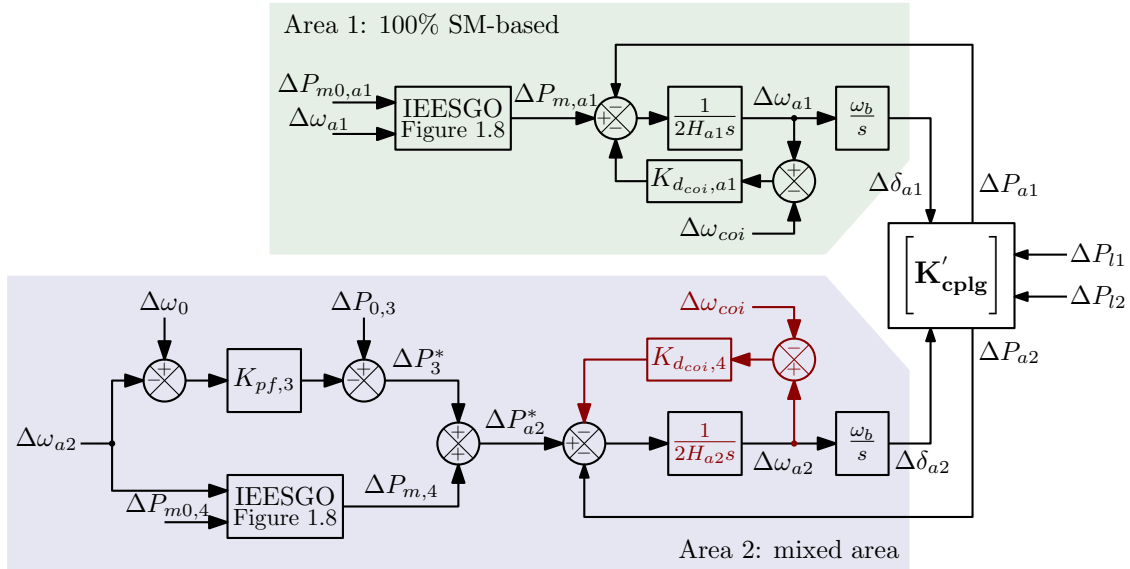 Area 1: 100% SM-based
ΔP_{m0,a1}
Δω_{a1}
IEESGO
Figure 1.8
ΔP_{m,a1}
1/(2H_{a1}s)
Δω_{a1}
ω_b/s
K_{d_{coi},a1}
Δω_{coi}
Δδ_{a1}
ΔP_{a1}
[K'_{cplg}]
ΔP_{l1}
ΔP_{l2}
Δω_0
ΔP_{0,3}
Δω_{coi}
K_{pf,3}
ΔP_3^*
K_{d_{coi},4}
ΔP_{a2}
Δω_{a2}
ΔP_{a2}^*
1/(2H_{a2}s)
Δω_{a2}
ω_b/s
Δδ_{a2}
ΔP_{m0,4}
IEESGO
Figure 1.8
ΔP_{m,4}
Area 2: mixed area